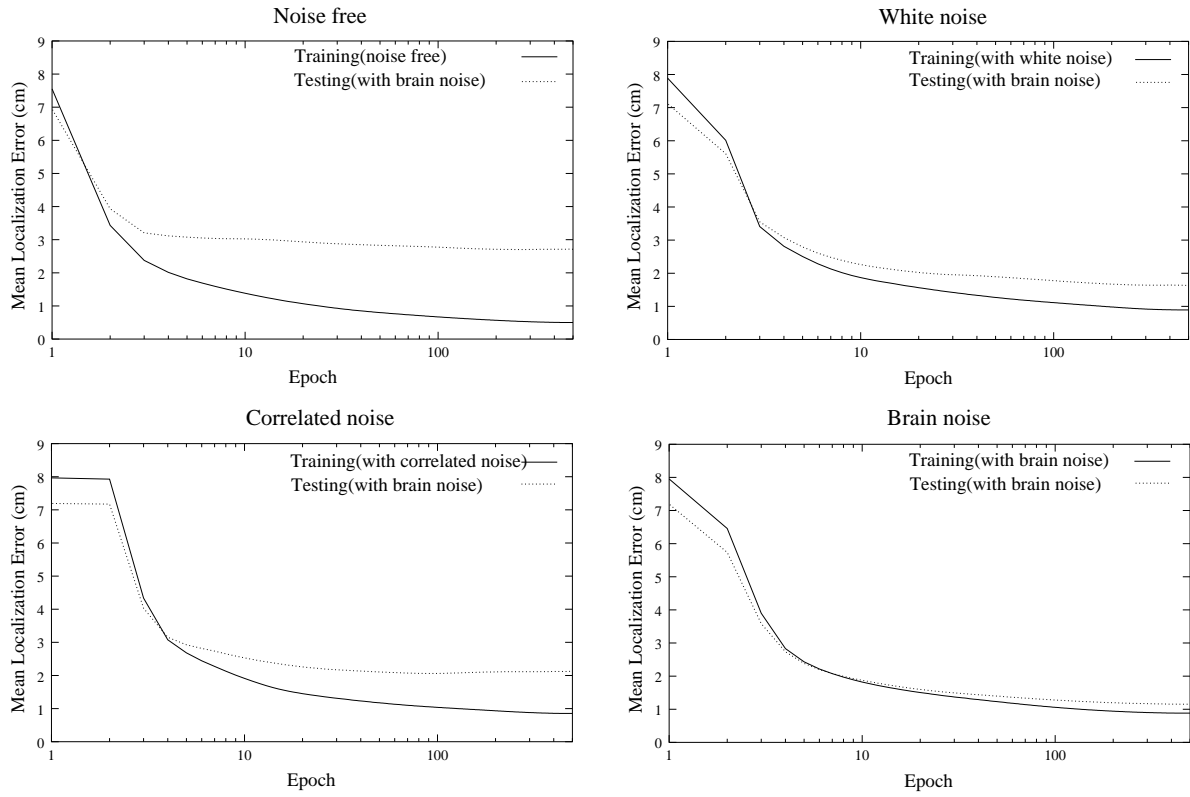 Noise free
Training(noise free)
Testing(with brain noise)
Mean Localization Error (cm)
9
8
7
6
5
4
3
2
1
0
1 10 100
Epoch
White noise
Training(with white noise)
Testing(with brain noise)
Mean Localization Error (cm)
9
8
7
6
5
4
3
2
1
0
1 10 100
Epoch
Correlated noise
Training(with correlated noise)
Testing(with brain noise)
Mean Localization Error (cm)
9
8
7
6
5
4
3
2
1
0
1 10 100
Epoch
Brain noise
Training(with brain noise)
Testing(with brain noise)
Mean Localization Error (cm)
9
8
7
6
5
4
3
2
1
0
1 10 100
Epoch